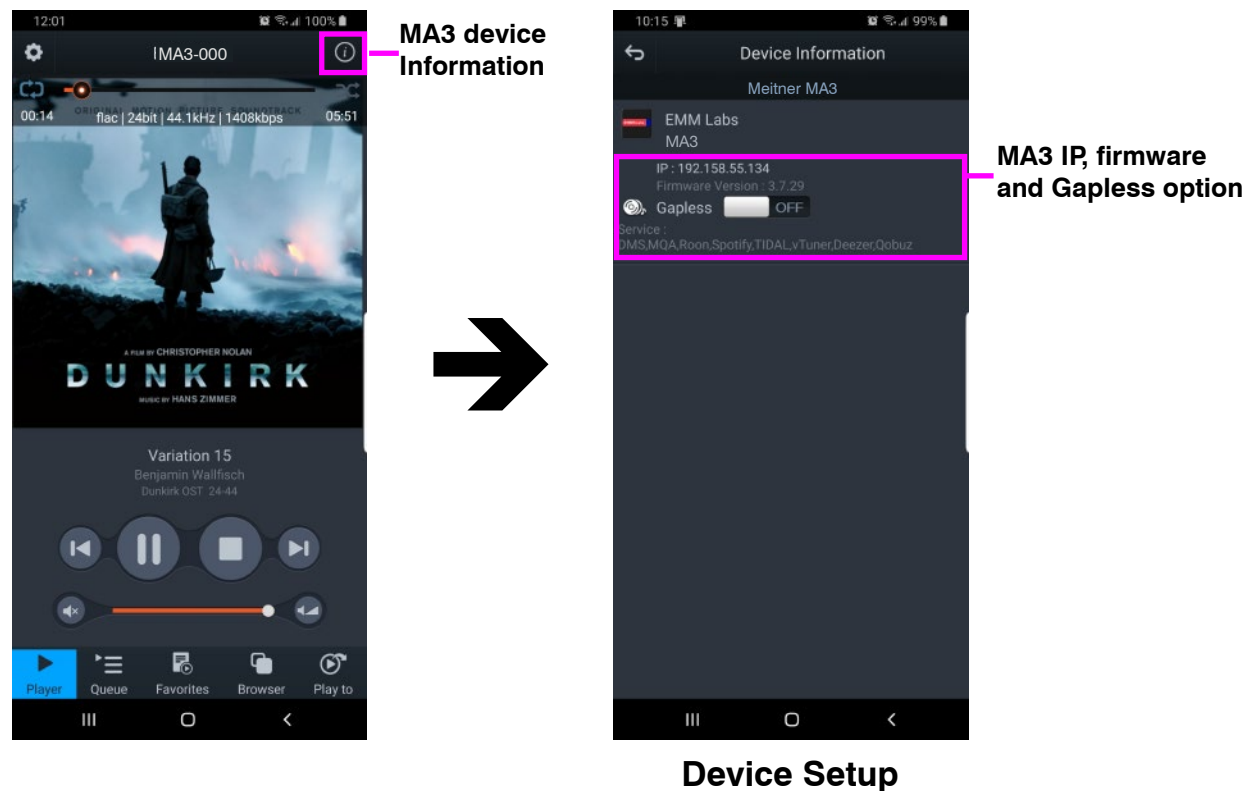 12:01
100%
IMA3-000
MA3 device
Information
ORIGINAL MOTION PICTURE SOUNDTRACK
00:14
flac | 24bit | 44.1kHz | 1408kbps
05:51
A FILM BY CHRISTOPHER NOLAN
DUNKIRK
MUSIC BY HANS ZIMMER
Variation 15
Benjamin Wallfisch
Dunkirk OST 24-44
Player
Queue
Favorites
Browser
Play to
10:15
99%
Device Information
Meitner MA3
EMM Labs
MA3
IP : 192.158.55.134
Firmware Version : 3.7.29
Gapless
OFF
Service :
DMS,MQA,Roon,Spotify,TIDAL,vTuner,Deezer,Qobuz
MA3 IP, firmware
and Gapless option
Device Setup